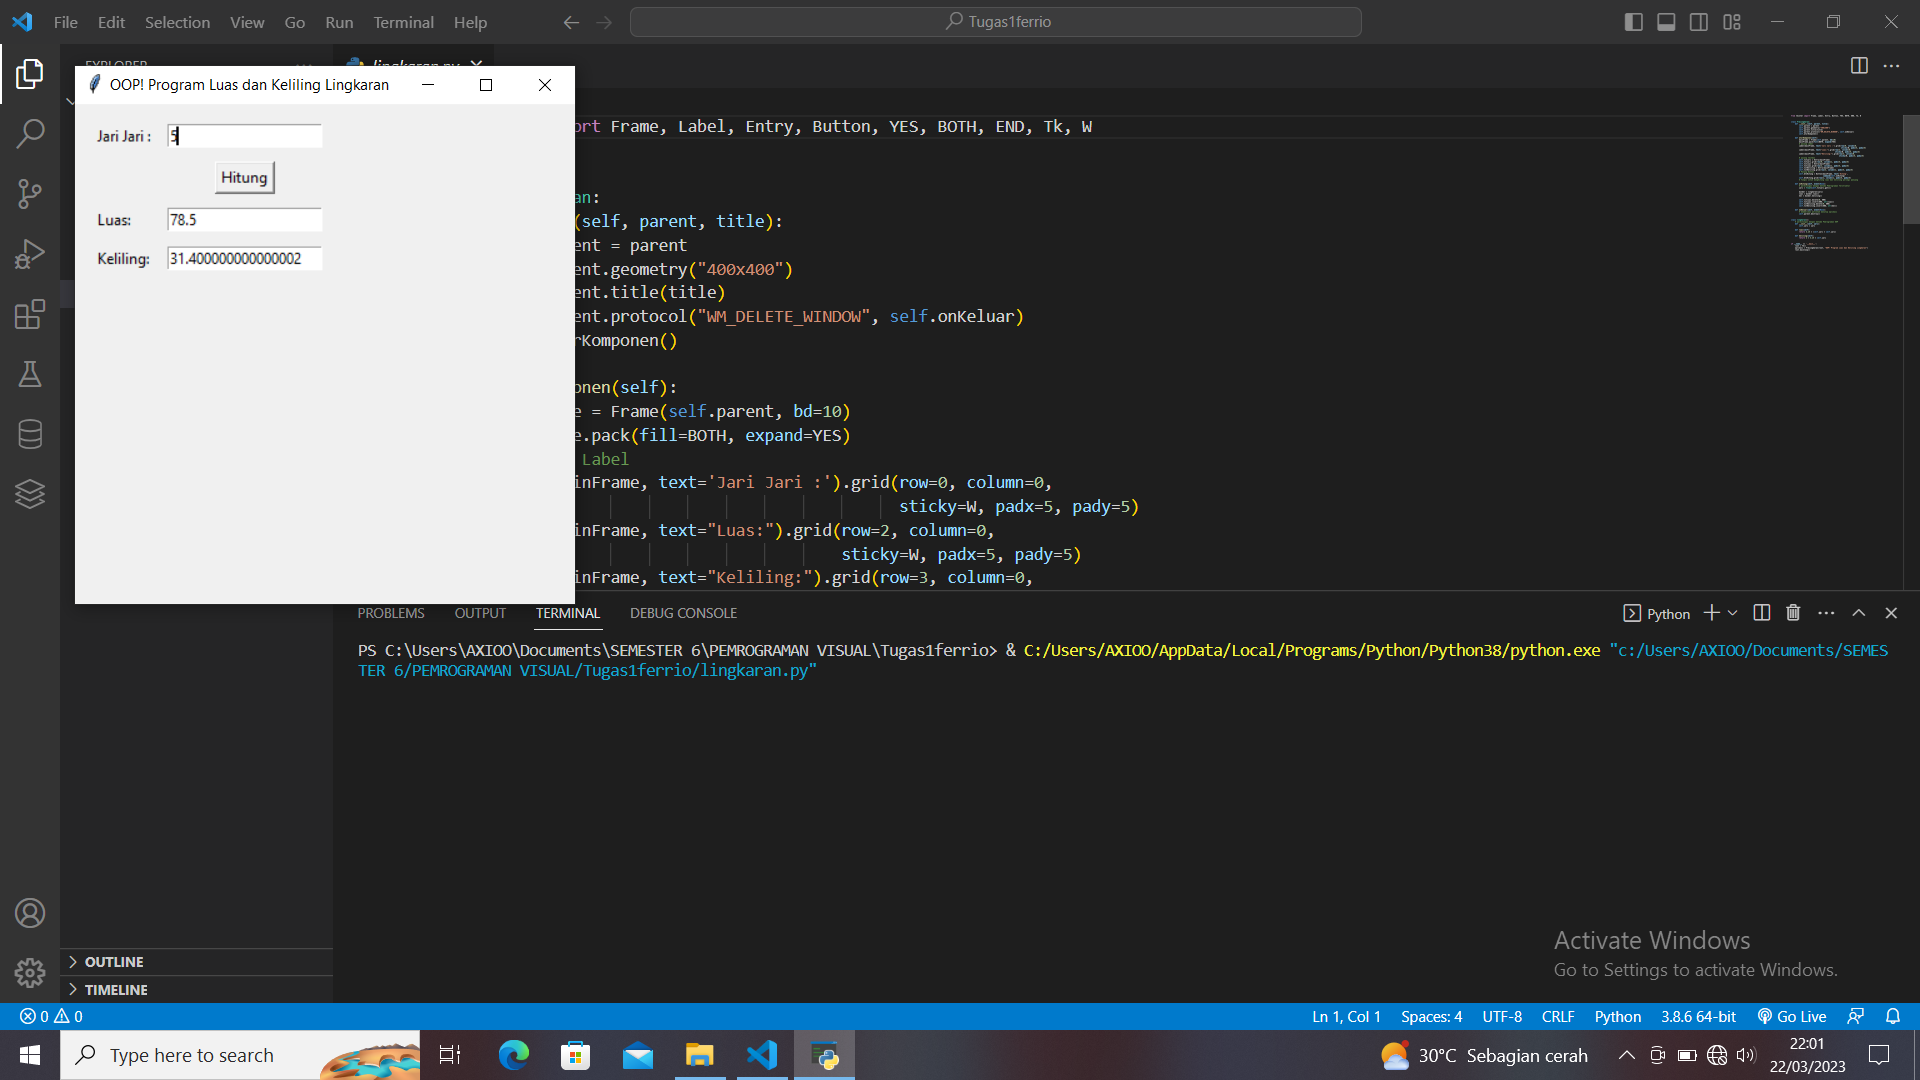 File Edit Selection View Go Run Terminal Help
Tugas1ferrio
OOP! Program Luas dan Keliling Lingkaran
Jari Jari : 5
Hitung
Luas: 78.5
Keliling: 31.400000000000002
ort Frame, Label, Entry, Button, YES, BOTH, END, Tk, W
an:
(self, parent, title):
ent = parent
ent.geometry("400x400")
ent.title(title)
ent.protocol("WM_DELETE_WINDOW", self.onKeluar)
rKomponen()
onen(self):
e = Frame(self.parent, bd=10)
e.pack(fill=BOTH, expand=YES)
Label
inFrame, text='Jari Jari :').grid(row=0, column=0,
sticky=W, padx=5, pady=5)
inFrame, text="Luas:").grid(row=2, column=0,
sticky=W, padx=5, pady=5)
inFrame, text="Keliling:").grid(row=3, column=0,
PROBLEMS OUTPUT TERMINAL DEBUG CONSOLE
Python
PS C:\Users\AXIOO\Documents\SEMESTER 6\PEMROGRAMAN VISUAL\Tugas1ferrio> & C:/Users/AXIOO/AppData/Local/Programs/Python/Python38/python.exe "c:/Users/AXIOO/Documents/SEMES
TER 6/PEMROGRAMAN VISUAL/Tugas1ferrio/lingkaran.py"
OUTLINE
TIMELINE
Activate Windows
Go to Settings to activate Windows.
0 0
Ln 1, Col 1 Spaces: 4 UTF-8 CRLF Python 3.8.6 64-bit Go Live
Type here to search
30°C Sebagian cerah
22:01
22/03/2023